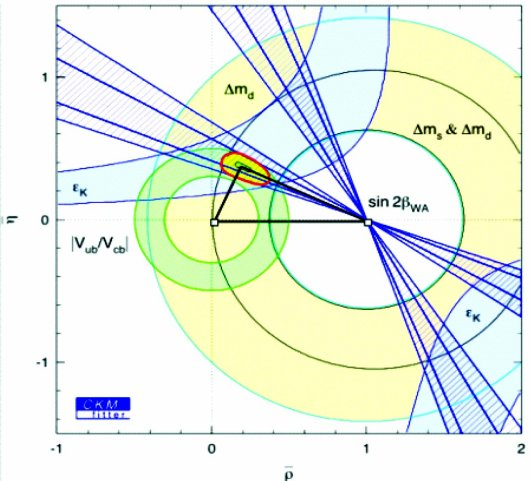 1
Δm_d
Δm_s & Δm_d
ε_K
sin 2β_WA
0
η̄
|V_ub/V_cb|
ε_K
-1
CKM
fitter
-1 0 1 2
ρ̄